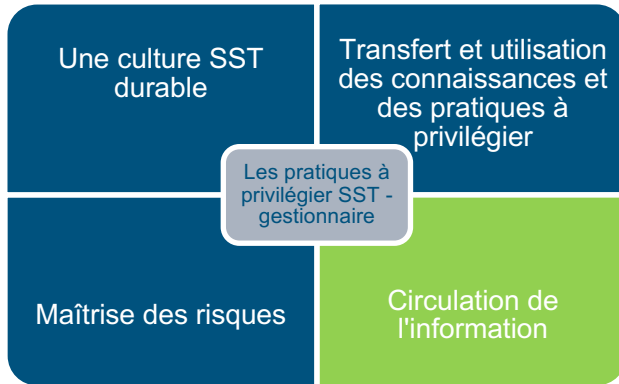 Une culture SST
durable
Transfert et utilisation
des connaissances et
des pratiques à
privilégier
Les pratiques à
privilégier SST -
gestionnaire
Maîtrise des risques
Circulation de
l'information